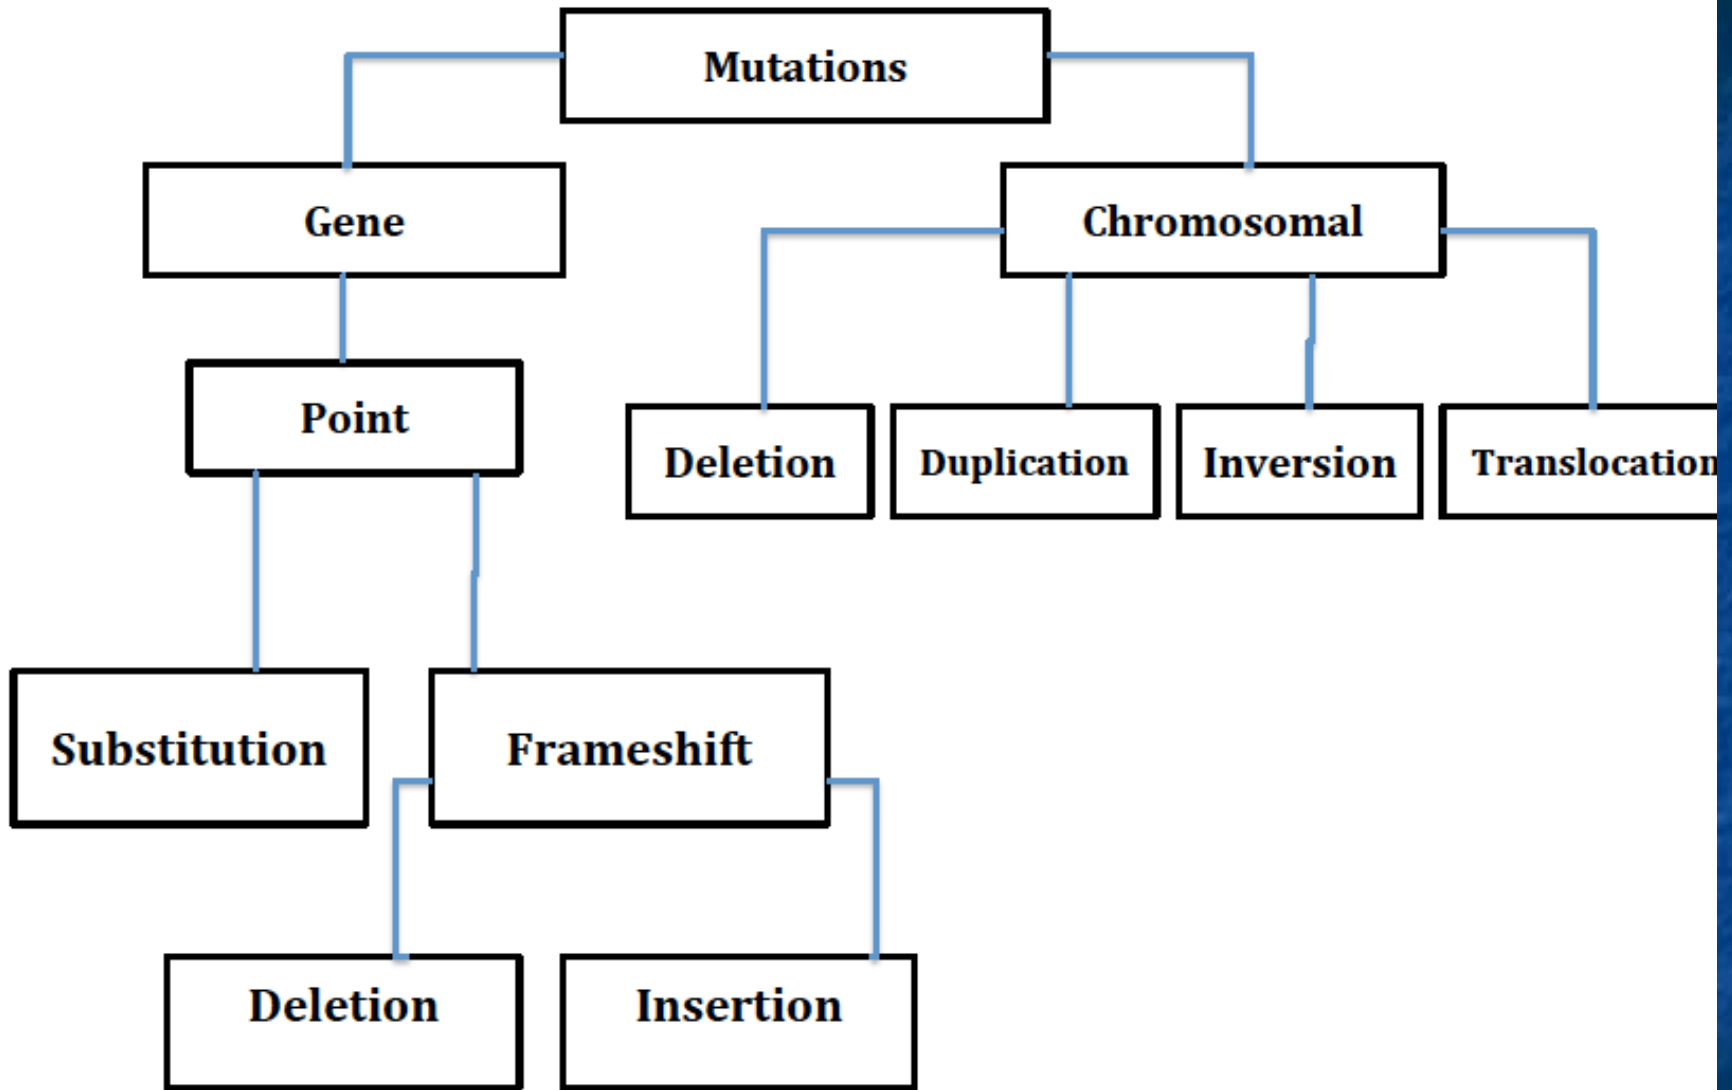 Mutations
Gene
Chromosomal
Point
Deletion
Duplication
Inversion
Translocation
Substitution
Frameshift
Deletion
Insertion